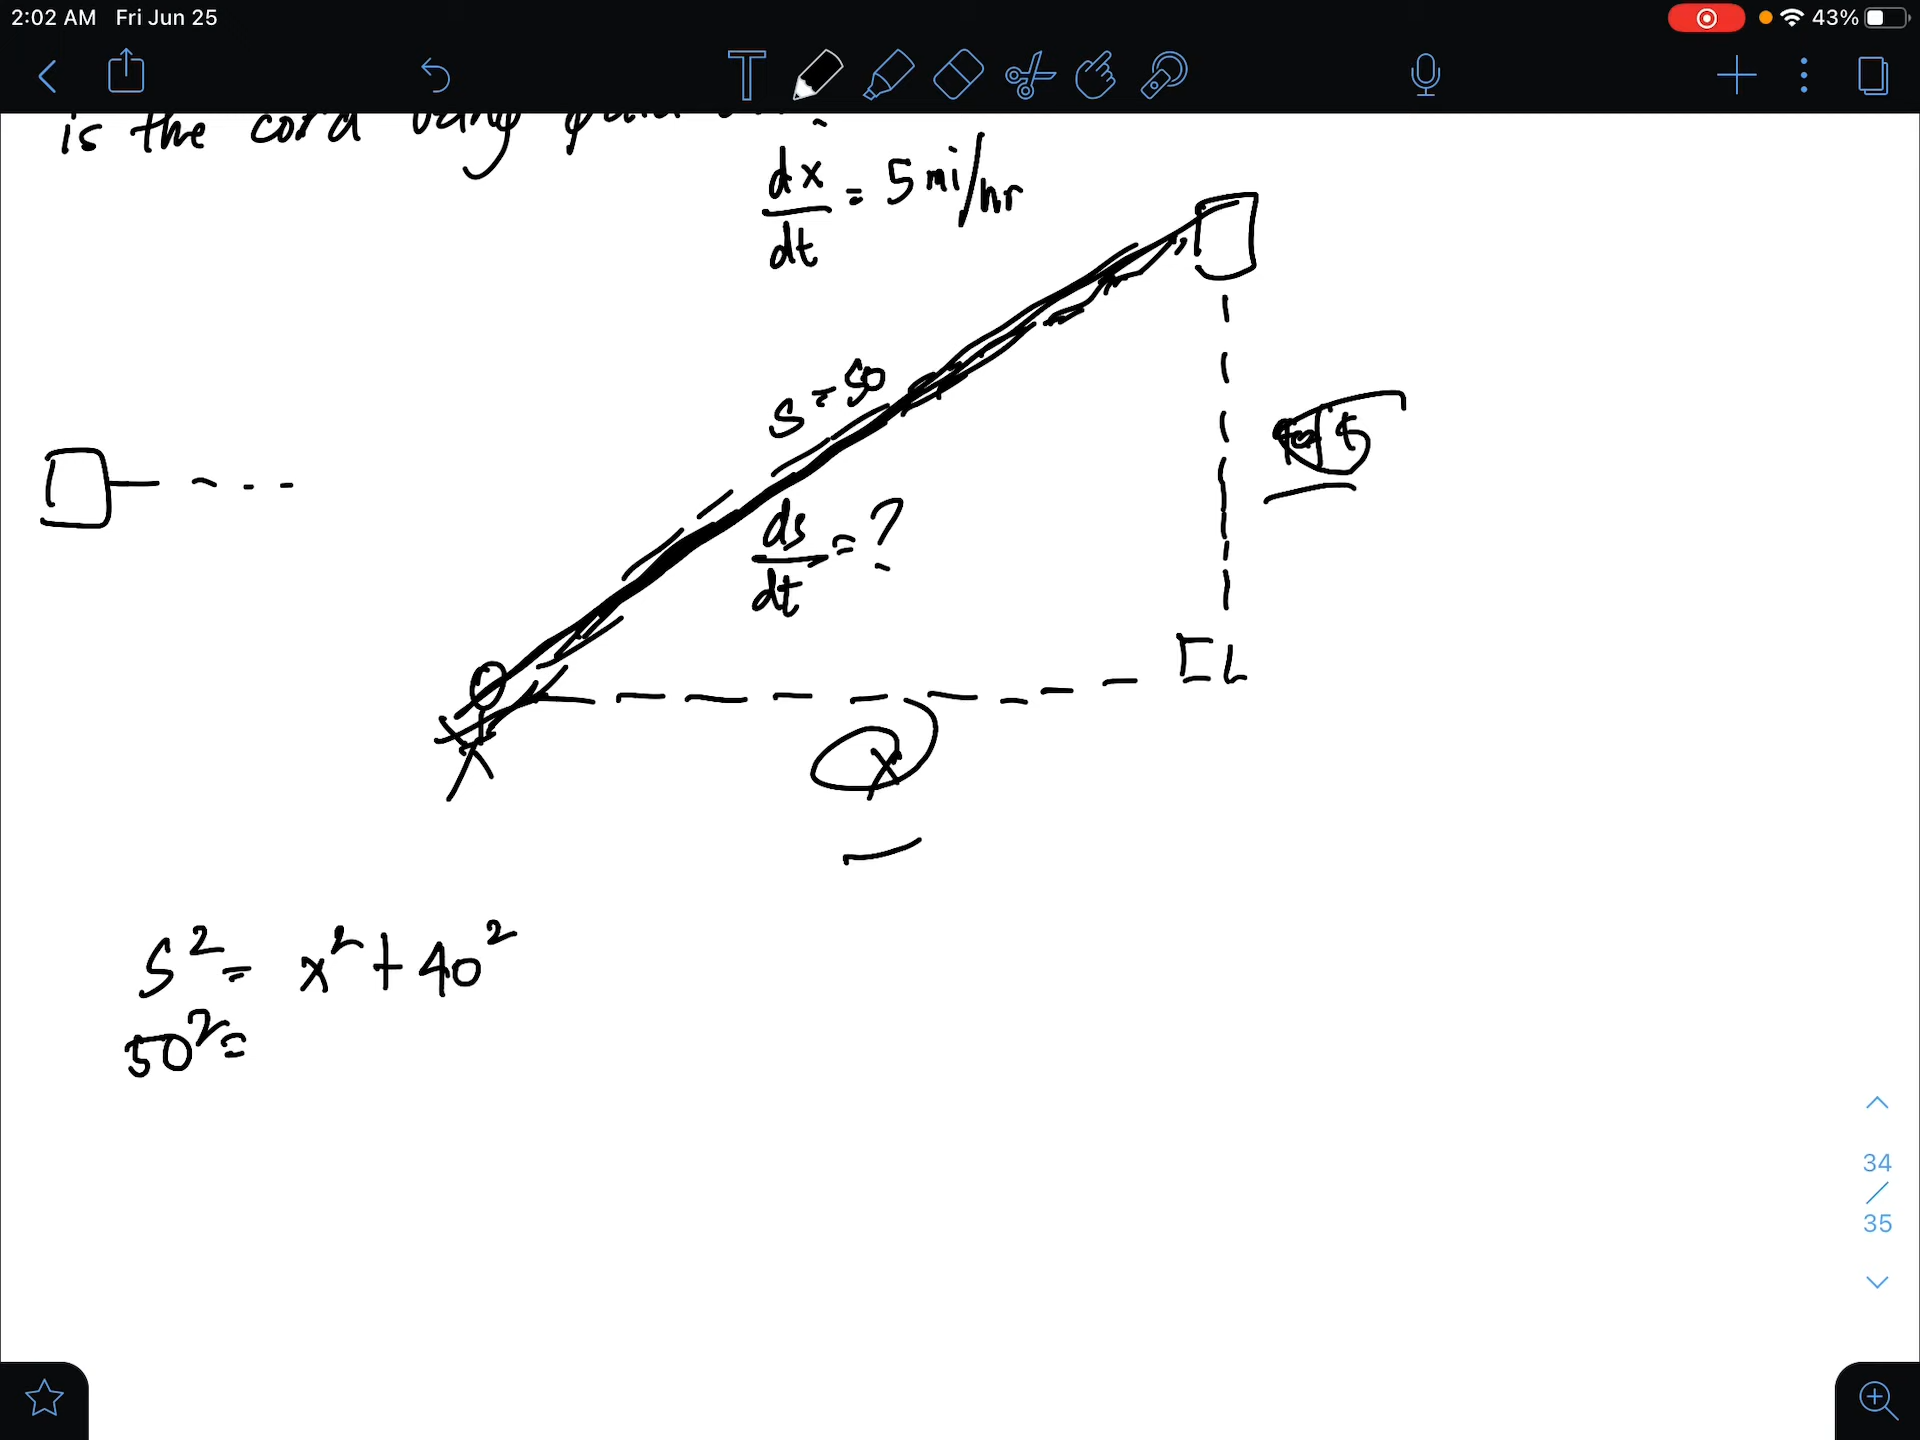 2:02 AM Fri Jun 25
43%
T
is the cord being
dx/dt = 5 mi/hr
S = 50
ds/dt = ?
x
S² = x² + 40²
50² =
34
/
35